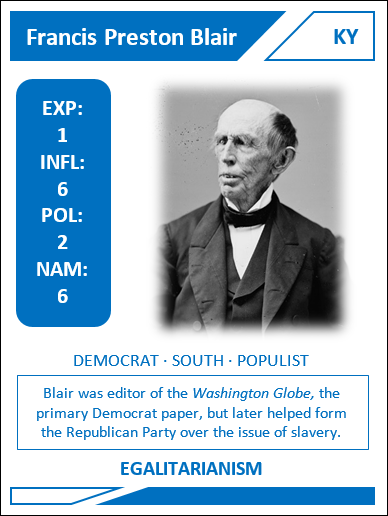 Francis Preston Blair
KY
EXP:
1
INFL:
6
POL:
2
NAM:
6
DEMOCRAT · SOUTH · POPULIST
Blair was editor of the Washington Globe, the
primary Democrat paper, but later helped form
the Republican Party over the issue of slavery.
EGALITARIANISM